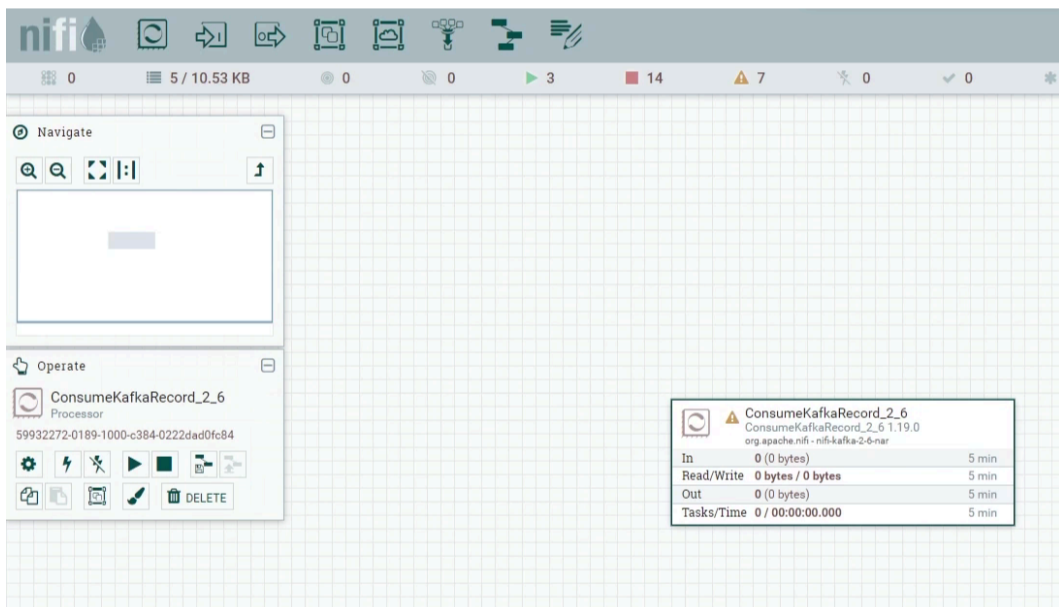 nifi
0 5 / 10.53 KB 0 0 3 14 7 0 0
Navigate
Operate
ConsumeKafkaRecord_2_6
Processor
59932272-0189-1000-c384-0222dad0fc84
DELETE
ConsumeKafkaRecord_2_6
ConsumeKafkaRecord_2_6 1.19.0
org.apache.nifi - nifi-kafka-2-6-nar
In 0 (0 bytes) 5 min
Read/Write 0 bytes / 0 bytes 5 min
Out 0 (0 bytes) 5 min
Tasks/Time 0 / 00:00:00.000 5 min